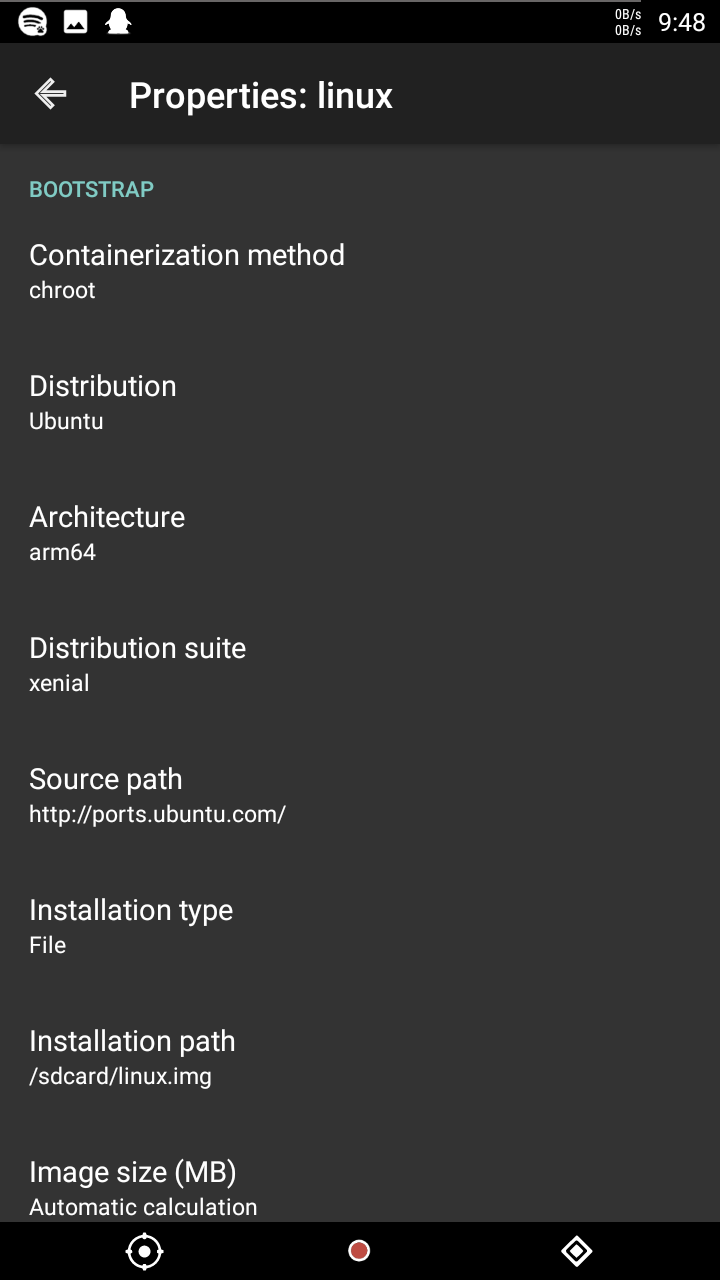 0B/s
0B/s
9:48
Properties: linux
BOOTSTRAP
Containerization method
chroot
Distribution
Ubuntu
Architecture
arm64
Distribution suite
xenial
Source path
http://ports.ubuntu.com/
Installation type
File
Installation path
/sdcard/linux.img
Image size (MB)
Automatic calculation